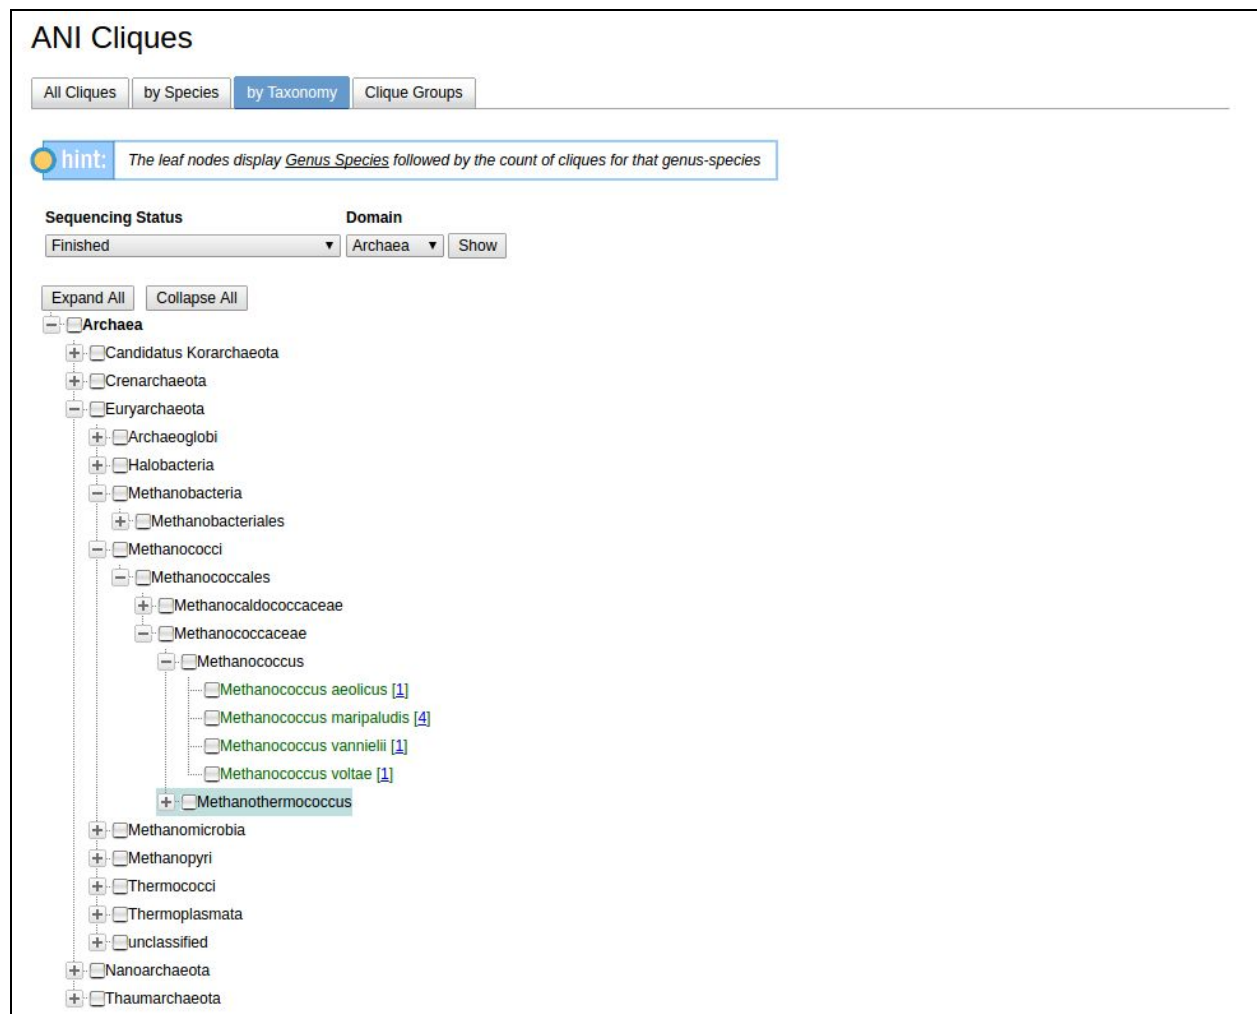 ANI Cliques
All Cliques by Species by Taxonomy Clique Groups
hint: The leaf nodes display Genus Species followed by the count of cliques for that genus-species
Sequencing Status Domain
Finished Archaea Show
Expand All Collapse All
Archaea
Candidatus Korarchaeota
Crenarchaeota
Euryarchaeota
Archaeoglobi
Halobacteria
Methanobacteria
Methanobacteriales
Methanococci
Methanococcales
Methanocaldococcaceae
Methanococcaceae
Methanococcus
Methanococcus aeolicus [1]
Methanococcus maripaludis [4]
Methanococcus vannielii [1]
Methanococcus voltae [1]
Methanothermococcus
Methanomicrobia
Methanopyri
Thermococci
Thermoplasmata
unclassified
Nanoarchaeota
Thaumarchaeota